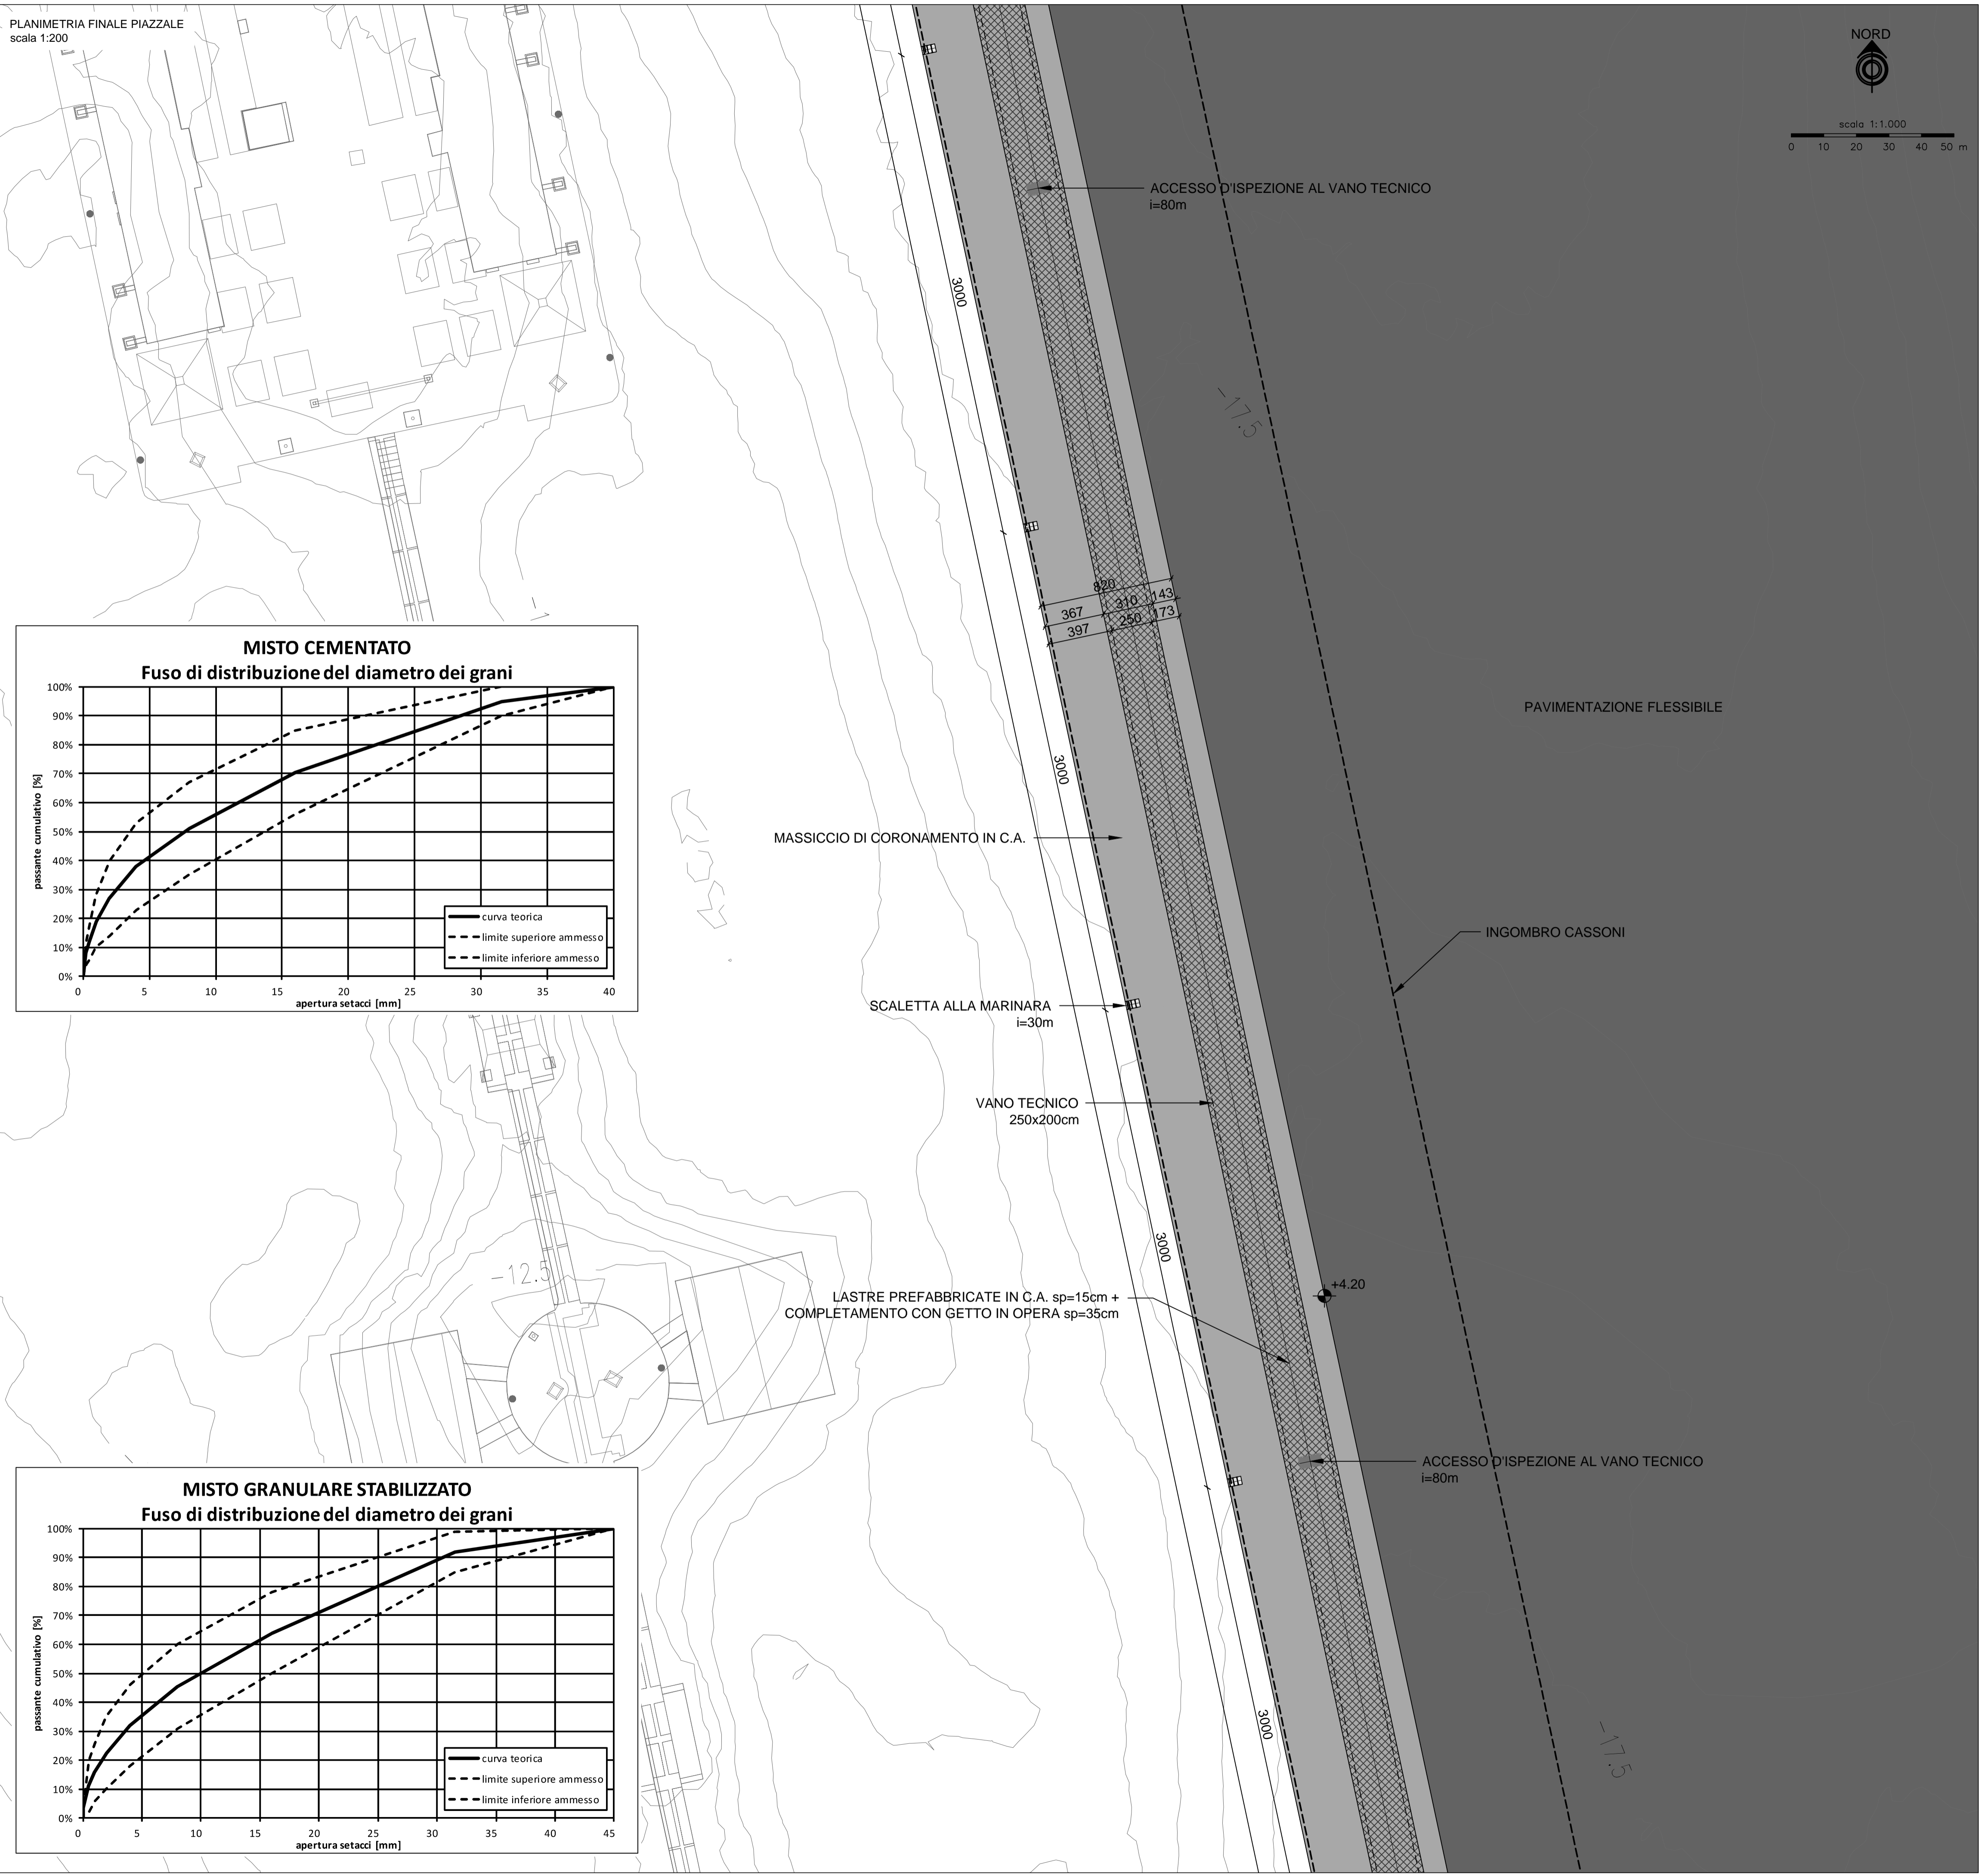 PLANIMETRIA FINALE PIAZZALE
scala 1:200
NORD
scala 1:1.000
0 10 20 30 40 50 m
ACCESSO D'ISPEZIONE AL VANO TECNICO
i=80m
3000
-17.5
820
367 310 143
397 250 173
MISTO CEMENTATO
Fuso di distribuzione del diametro dei grani
100%
90%
80%
70%
60%
50%
40%
30%
20%
10%
0%
passante cumulativo [%]
curva teorica
limite superiore ammesso
limite inferiore ammesso
0 5 10 15 20 25 30 35 40
apertura setacci [mm]
PAVIMENTAZIONE FLESSIBILE
3000
MASSICCIO DI CORONAMENTO IN C.A.
INGOMBRO CASSONI
SCALETTA ALLA MARINARA
i=30m
VANO TECNICO
250x200cm
3000
-12.5
+4.20
LASTRE PREFABBRICATE IN C.A. sp=15cm +
COMPLETAMENTO CON GETTO IN OPERA sp=35cm
ACCESSO D'ISPEZIONE AL VANO TECNICO
i=80m
MISTO GRANULARE STABILIZZATO
Fuso di distribuzione del diametro dei grani
100%
90%
80%
70%
60%
50%
40%
30%
20%
10%
0%
passante cumulativo [%]
curva teorica
limite superiore ammesso
limite inferiore ammesso
0 5 10 15 20 25 30 35 40 45
apertura setacci [mm]
3000
-17.5